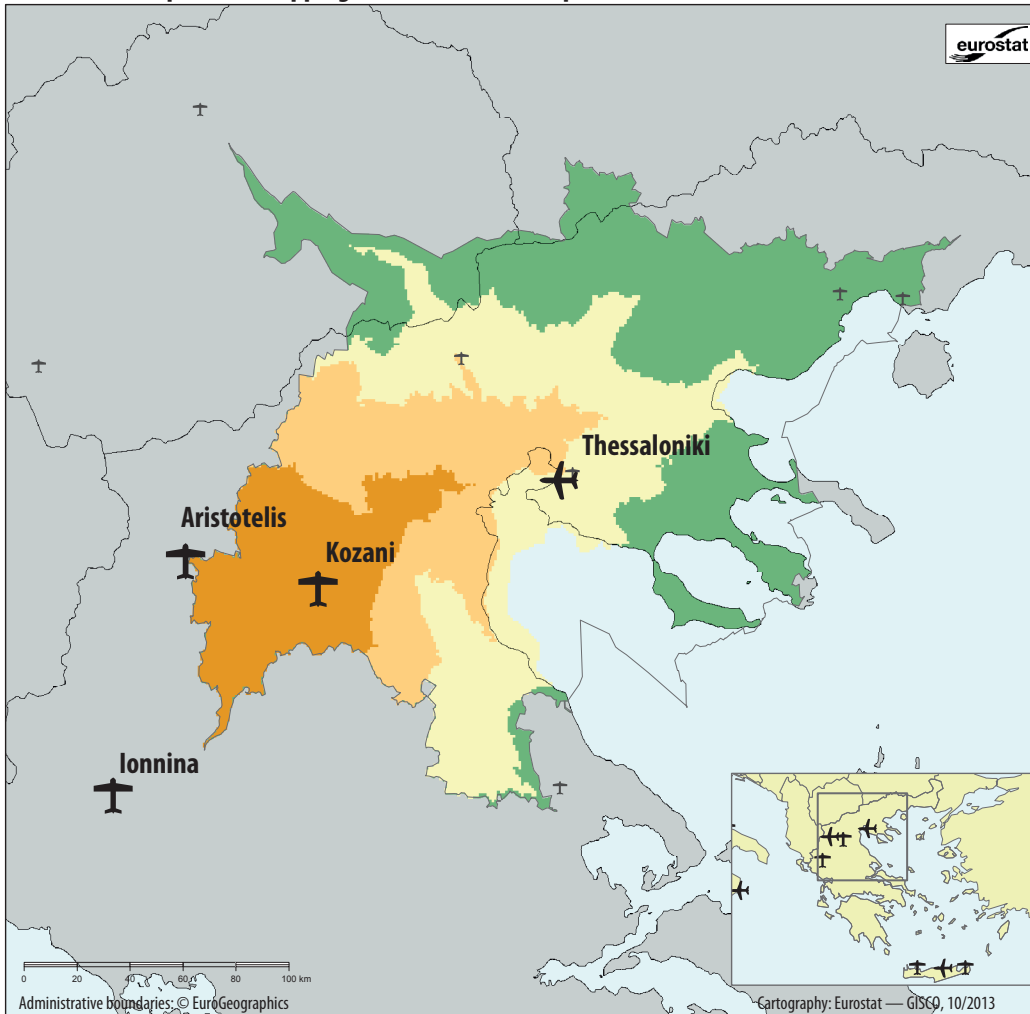 eurostat
Thessaloniki
Aristotelis
Kozani
Ionnina
0 20 40 60 80 100 km
Administrative boundaries: © EuroGeographics
Cartography: Eurostat — GISCO, 10/2013